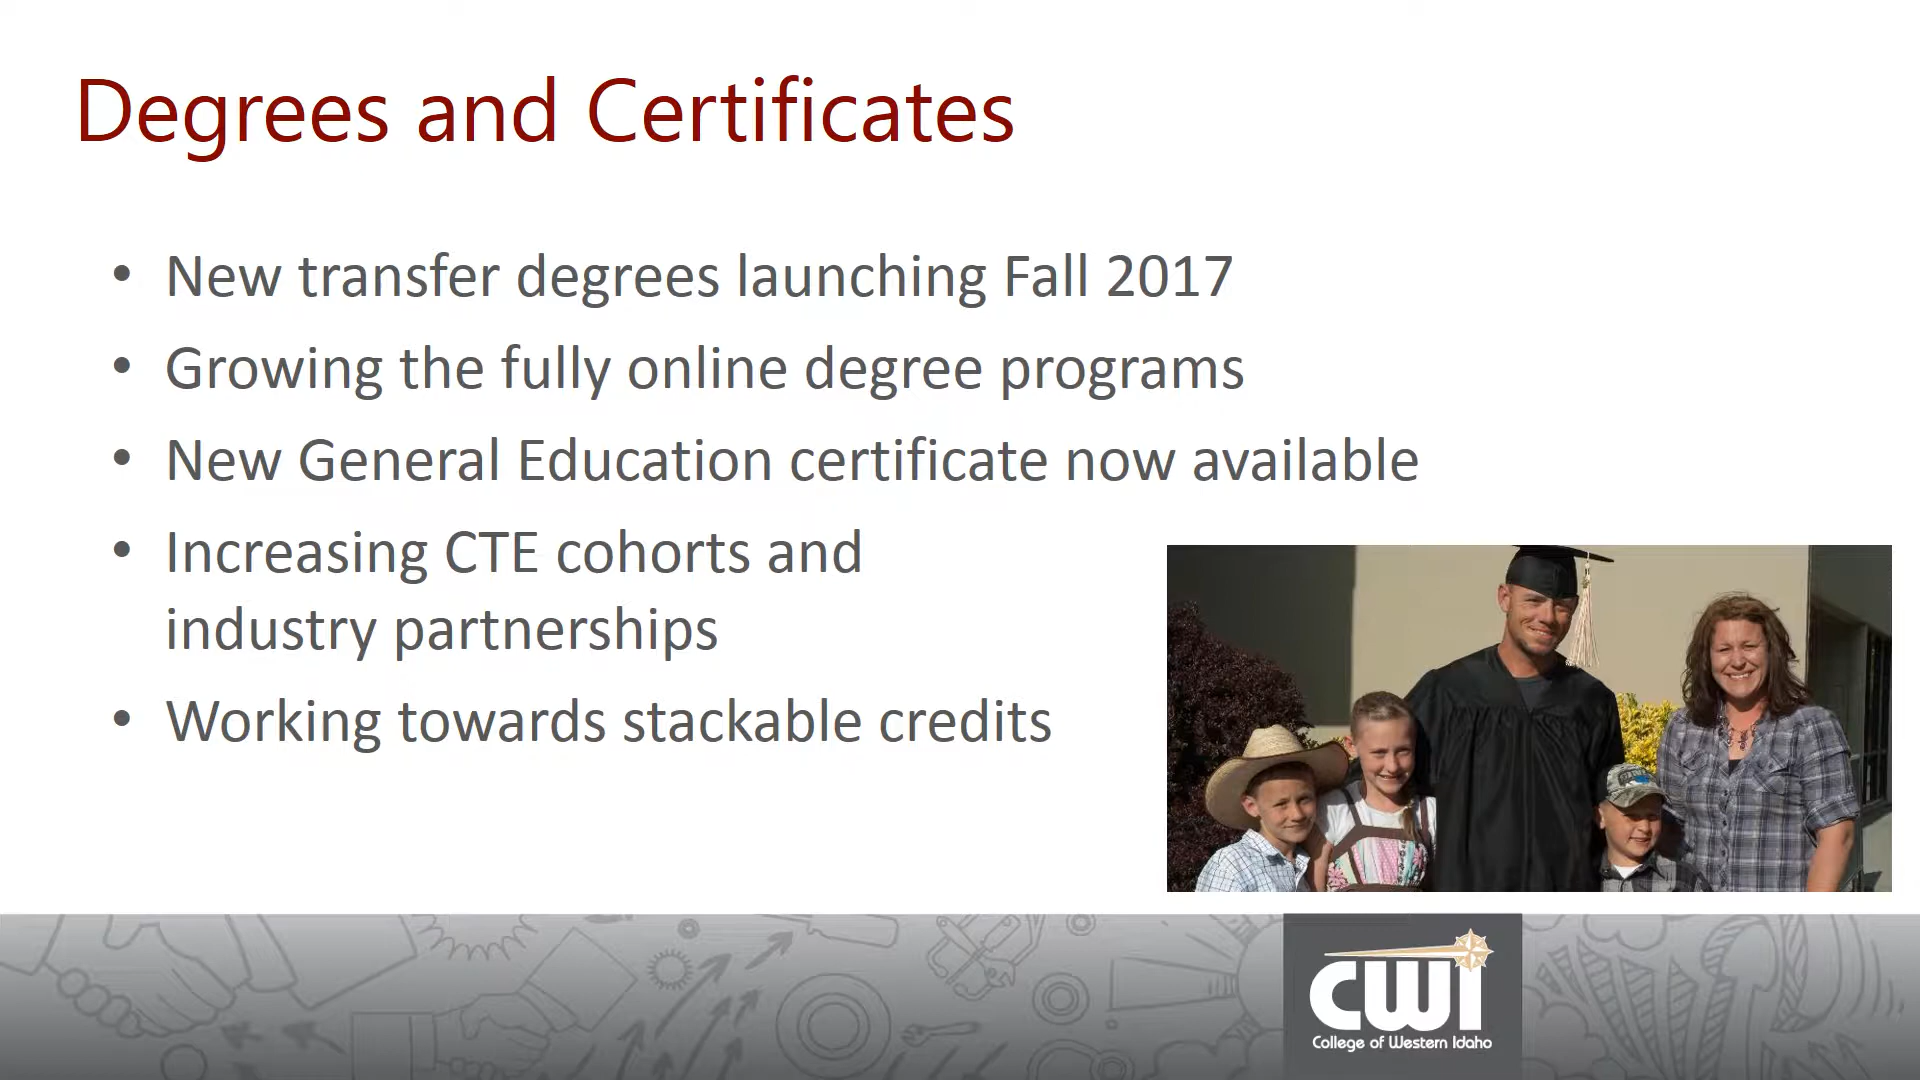 Degrees and Certificates
• New transfer degrees launching Fall 2017
• Growing the fully online degree programs
• New General Education certificate now available
• Increasing CTE cohorts and
industry partnerships
• Working towards stackable credits
CWI
College of Western Idaho